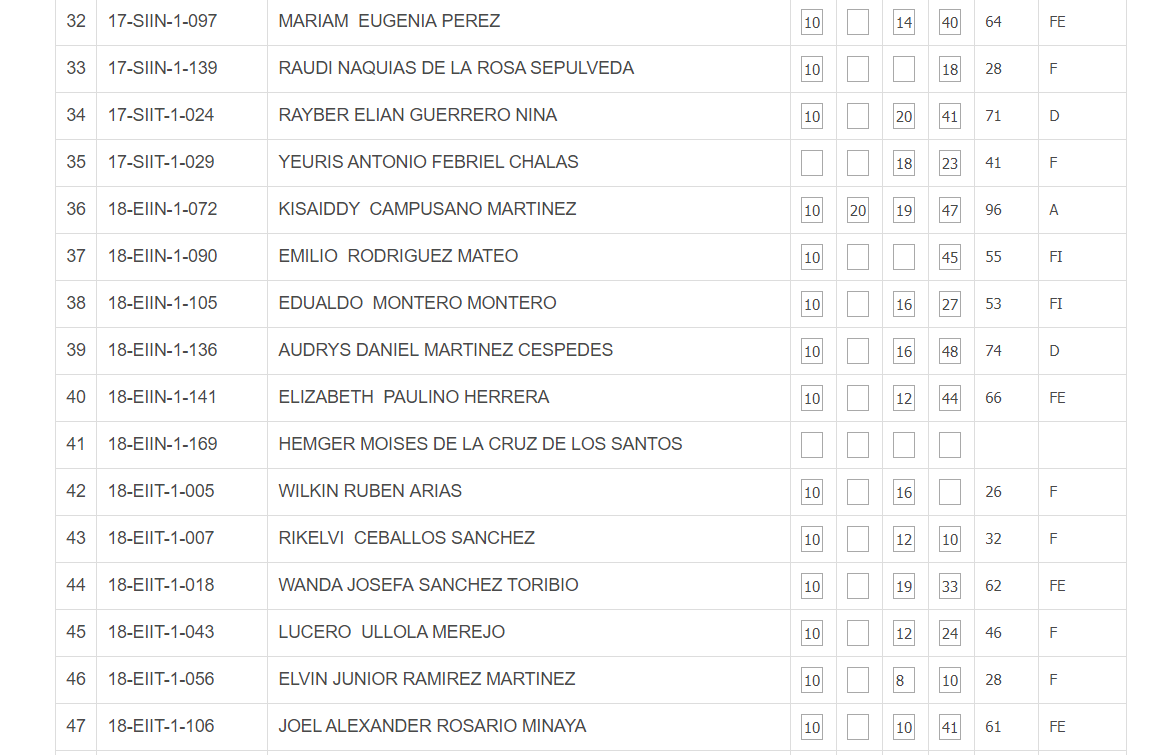 32 17-SIIN-1-097 MARIAM EUGENIA PEREZ 10 14 40 64 FE
33 17-SIIN-1-139 RAUDI NAQUIAS DE LA ROSA SEPULVEDA 10 18 28 F
34 17-SIIT-1-024 RAYBER ELIAN GUERRERO NINA 10 20 41 71 D
35 17-SIIT-1-029 YEURIS ANTONIO FEBRIEL CHALAS 18 23 41 F
36 18-EIIN-1-072 KISAIDDY CAMPUSANO MARTINEZ 10 20 19 47 96 A
37 18-EIIN-1-090 EMILIO RODRIGUEZ MATEO 10 45 55 FI
38 18-EIIN-1-105 EDUALDO MONTERO MONTERO 10 16 27 53 FI
39 18-EIIN-1-136 AUDRYS DANIEL MARTINEZ CESPEDES 10 16 48 74 D
40 18-EIIN-1-141 ELIZABETH PAULINO HERRERA 10 12 44 66 FE
41 18-EIIN-1-169 HEMGER MOISES DE LA CRUZ DE LOS SANTOS
42 18-EIIT-1-005 WILKIN RUBEN ARIAS 10 16 26 F
43 18-EIIT-1-007 RIKELVI CEBALLOS SANCHEZ 10 12 10 32 F
44 18-EIIT-1-018 WANDA JOSEFA SANCHEZ TORIBIO 10 19 33 62 FE
45 18-EIIT-1-043 LUCERO ULLOLA MEREJO 10 12 24 46 F
46 18-EIIT-1-056 ELVIN JUNIOR RAMIREZ MARTINEZ 10 8 10 28 F
47 18-EIIT-1-106 JOEL ALEXANDER ROSARIO MINAYA 10 10 41 61 FE